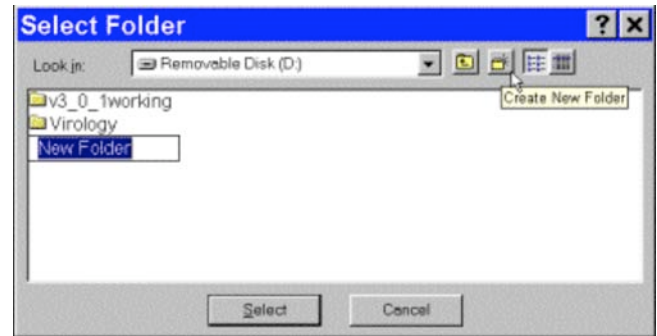 Select Folder
Look in: Removable Disk (D:)
Create New Folder
v3_0_1working
Virology
New Folder
Select Cancel